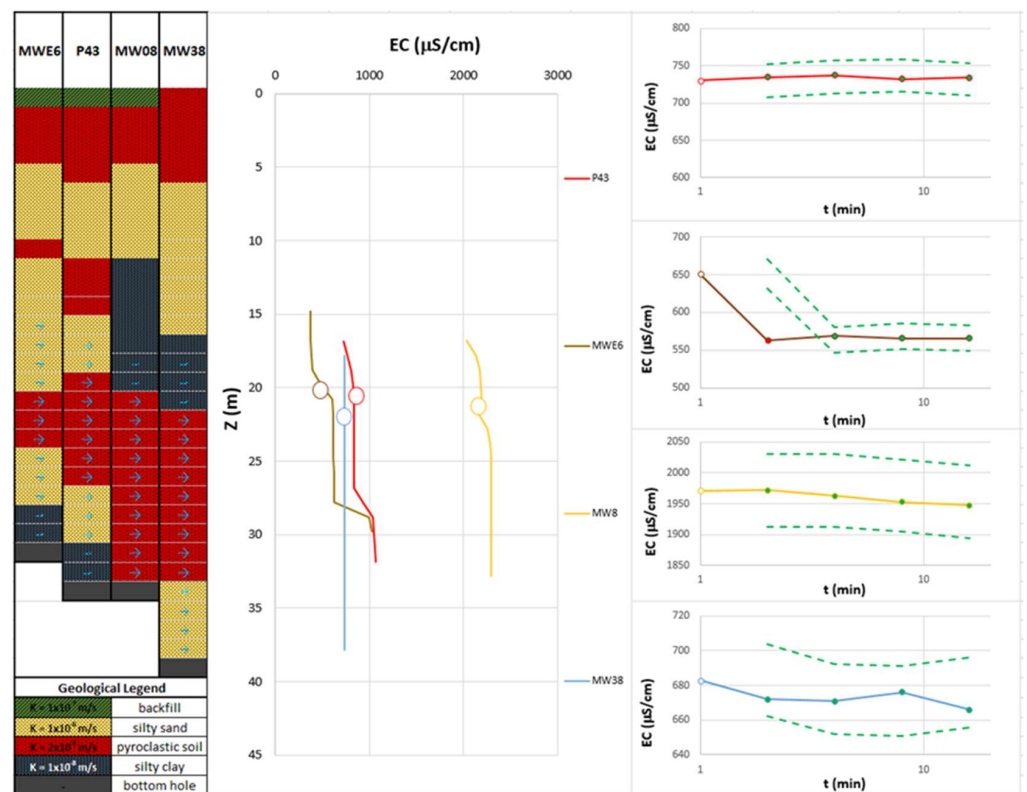 MWE6 P43 MW08 MW38
Geological Legend
backfill
K = 1x10⁻⁶ m/s silty sand
pyroclastic soil
K = 1x10⁻⁸ m/s silty clay
bottom hole
EC (µS/cm)
0 1000 2000 3000
Z (m)
0
5
10
15
20
25
30
35
40
45
P43
MWE6
MW8
MW38
EC (µS/cm)
800
750
700
650
600
1 10
t (min)
EC (µS/cm)
700
650
600
550
500
1 10
t (min)
EC (µS/cm)
2050
2000
1950
1900
1850
1 10
t (min)
EC (µS/cm)
720
700
680
660
640
1 10
t (min)